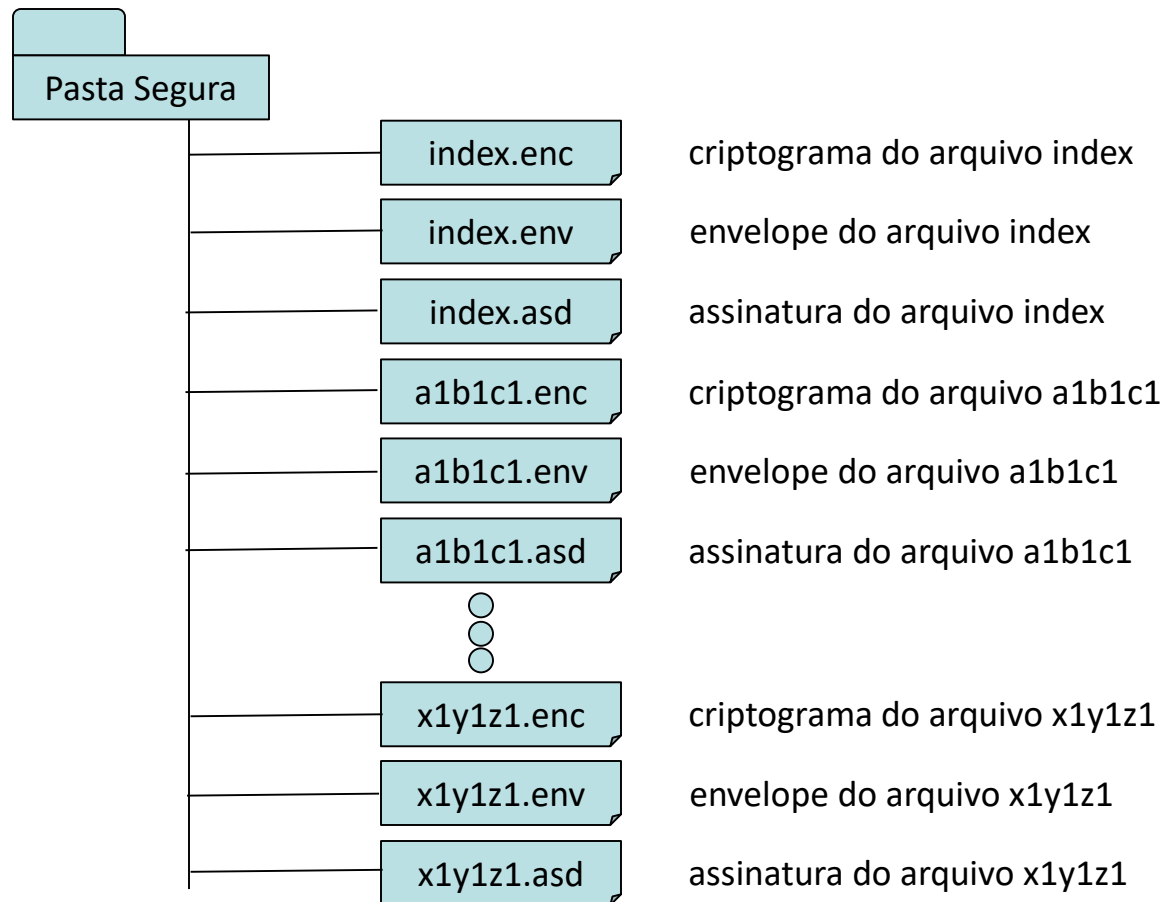 Pasta Segura
index.enc criptograma do arquivo index
index.env envelope do arquivo index
index.asd assinatura do arquivo index
a1b1c1.enc criptograma do arquivo a1b1c1
a1b1c1.env envelope do arquivo a1b1c1
a1b1c1.asd assinatura do arquivo a1b1c1
x1y1z1.enc criptograma do arquivo x1y1z1
x1y1z1.env envelope do arquivo x1y1z1
x1y1z1.asd assinatura do arquivo x1y1z1